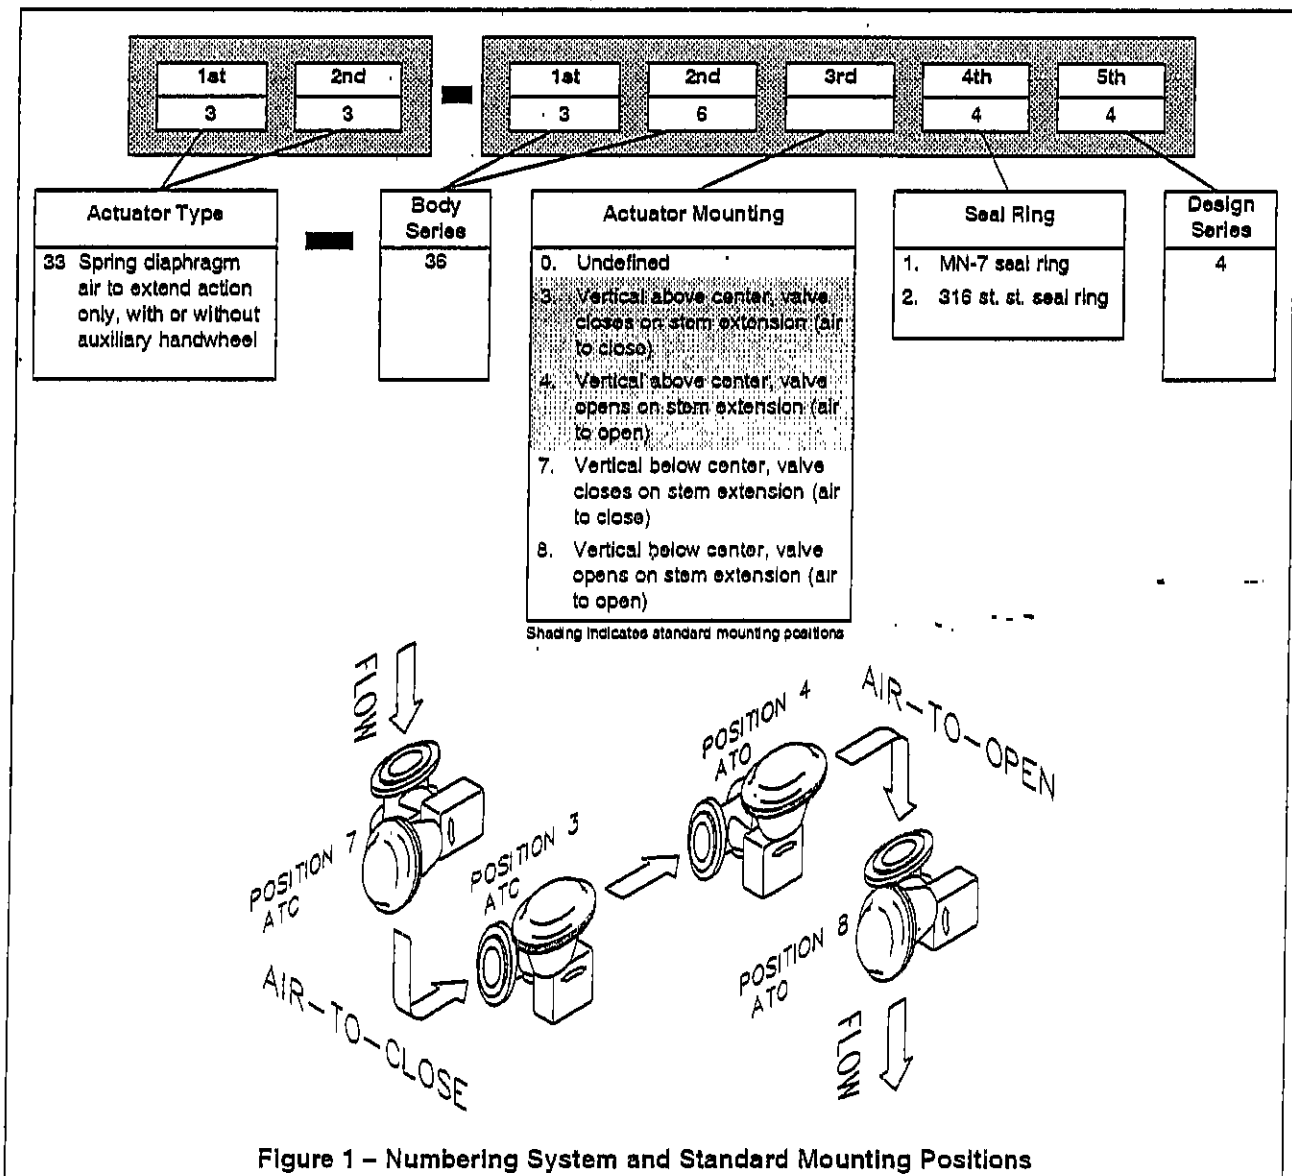 1st 2nd 1st 2nd 3rd 4th 5th
3 3 3 6 4 4
Actuator Type
33 Spring diaphragm
air to extend action
only, with or without
auxiliary handwheel
Body
Series
36
Actuator Mounting
0. Undefined
3. Vertical above center, valve
closes on stem extension (air
to close)
4. Vertical above center, valve
opens on stem extension (air
to open)
7. Vertical below center, valve
closes on stem extension (air
to close)
8. Vertical below center, valve
opens on stem extension (air
to open)
Shading indicates standard mounting positions
Seal Ring
1. MN-7 seal ring
2. 316 st. st. seal ring
Design
Series
4
FLOW
POSITION 7
ATC
POSITION 3
ATC
AIR-TO-CLOSE
POSITION 4
ATO
AIR-TO-OPEN
POSITION 8
ATO
FLOW
Figure 1 – Numbering System and Standard Mounting Positions